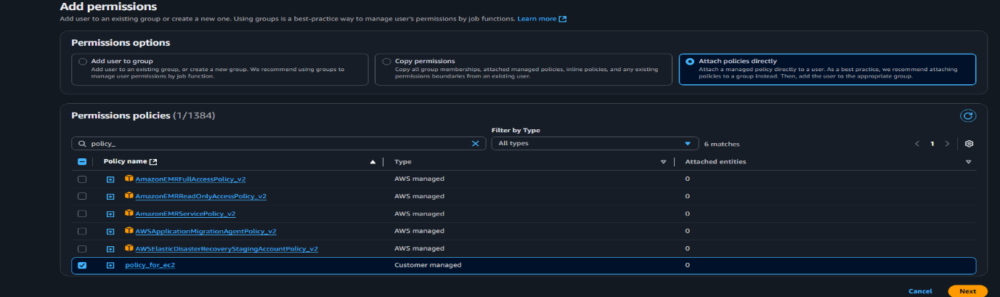 Add permissions
Add user to an existing group or create a new one. Using groups is a best-practice way to manage user's permissions by job functions. Learn more
Permissions options
Add user to group
Add user to an existing group, or create a new group. We recommend using groups to
manage user permissions by job function.
Copy permissions
Copy all group memberships, attached managed policies, inline policies, and any existing
permissions boundaries from an existing user.
Attach policies directly
Attach a managed policy directly to a user. As a best practice, we recommend attaching
policies to a group instead. Then, add the user to the appropriate group.
Permissions policies (1/1384)
Filter by Type
policy_ All types 6 matches 1
Policy name Type Attached entities
AmazonEMRFullAccessPolicy_v2 AWS managed 0
AmazonEMRReadOnlyAccessPolicy_v2 AWS managed 0
AmazonEMRServicePolicy_v2 AWS managed 0
AWSApplicationMigrationAgentPolicy_v2 AWS managed 0
AWSElasticDisasterRecoveryStagingAccountPolicy_v2 AWS managed 0
policy_for_ec2 Customer managed 0
Cancel Next